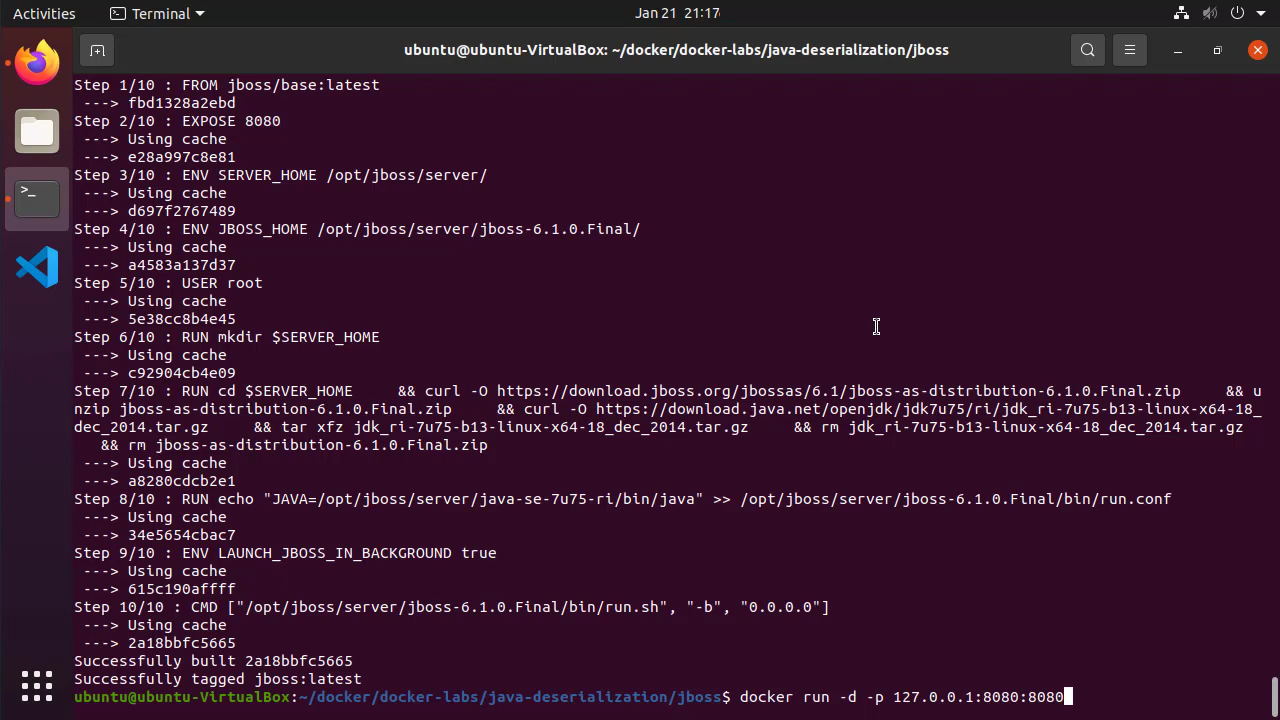 Activities
Terminal
Jan 21 21:17
ubuntu@ubuntu-VirtualBox: ~/docker/docker-labs/java-deserialization/jboss
Step 1/10 : FROM jboss/base:latest
 ---> fbd1328a2ebd
Step 2/10 : EXPOSE 8080
 ---> Using cache
 ---> e28a997c8e81
Step 3/10 : ENV SERVER_HOME /opt/jboss/server/
 ---> Using cache
 ---> d697f2767489
Step 4/10 : ENV JBOSS_HOME /opt/jboss/server/jboss-6.1.0.Final/
 ---> Using cache
 ---> a4583a137d37
Step 5/10 : USER root
 ---> Using cache
 ---> 5e38cc8b4e45
Step 6/10 : RUN mkdir $SERVER_HOME
 ---> Using cache
 ---> c92904cb4e09
Step 7/10 : RUN cd $SERVER_HOME     && curl -O https://download.jboss.org/jbossas/6.1/jboss-as-distribution-6.1.0.Final.zip     && u
nzip jboss-as-distribution-6.1.0.Final.zip     && curl -O https://download.java.net/openjdk/jdk7u75/ri/jdk_ri-7u75-b13-linux-x64-18_
dec_2014.tar.gz     && tar xfz jdk_ri-7u75-b13-linux-x64-18_dec_2014.tar.gz     && rm jdk_ri-7u75-b13-linux-x64-18_dec_2014.tar.gz
   && rm jboss-as-distribution-6.1.0.Final.zip
 ---> Using cache
 ---> a8280cdcb2e1
Step 8/10 : RUN echo "JAVA=/opt/jboss/server/java-se-7u75-ri/bin/java" >> /opt/jboss/server/jboss-6.1.0.Final/bin/run.conf
 ---> Using cache
 ---> 34e5654cbac7
Step 9/10 : ENV LAUNCH_JBOSS_IN_BACKGROUND true
 ---> Using cache
 ---> 615c190affff
Step 10/10 : CMD ["/opt/jboss/server/jboss-6.1.0.Final/bin/run.sh", "-b", "0.0.0.0"]
 ---> Using cache
 ---> 2a18bbfc5665
Successfully built 2a18bbfc5665
Successfully tagged jboss:latest
ubuntu@ubuntu-VirtualBox:~/docker/docker-labs/java-deserialization/jboss$ docker run -d -p 127.0.0.1:8080:8080